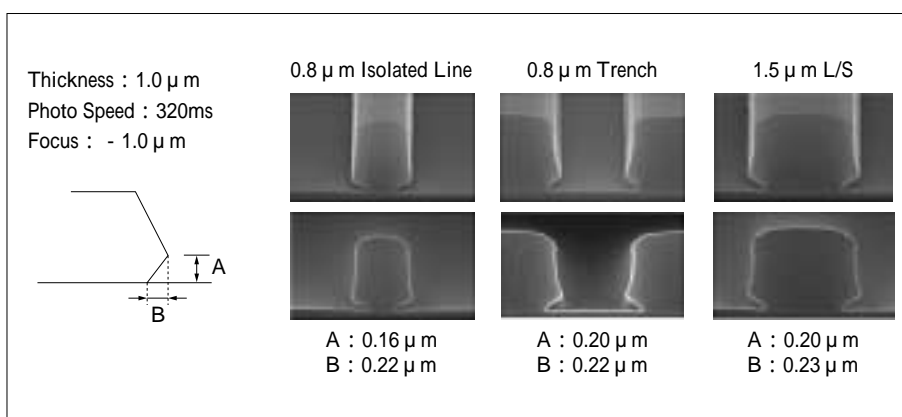 Thickness : 1.0 μ m
Photo Speed : 320ms
Focus : - 1.0 μ m
A
B
0.8 μ m Isolated Line
0.8 μ m Trench
1.5 μ m L/S
A : 0.16 μ m
B : 0.22 μ m
A : 0.20 μ m
B : 0.22 μ m
A : 0.20 μ m
B : 0.23 μ m